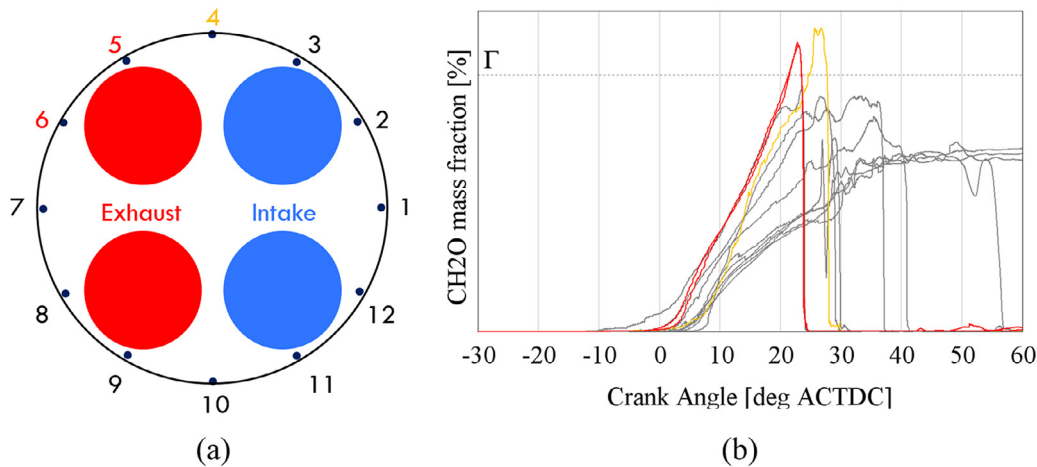 4
5
3
6
2
7
Exhaust
Intake
1
8
12
9
11
10
(a)
CH2O mass fraction [%]
Γ
-30 -20 -10 0 10 20 30 40 50 60
Crank Angle [deg ACTDC]
(b)